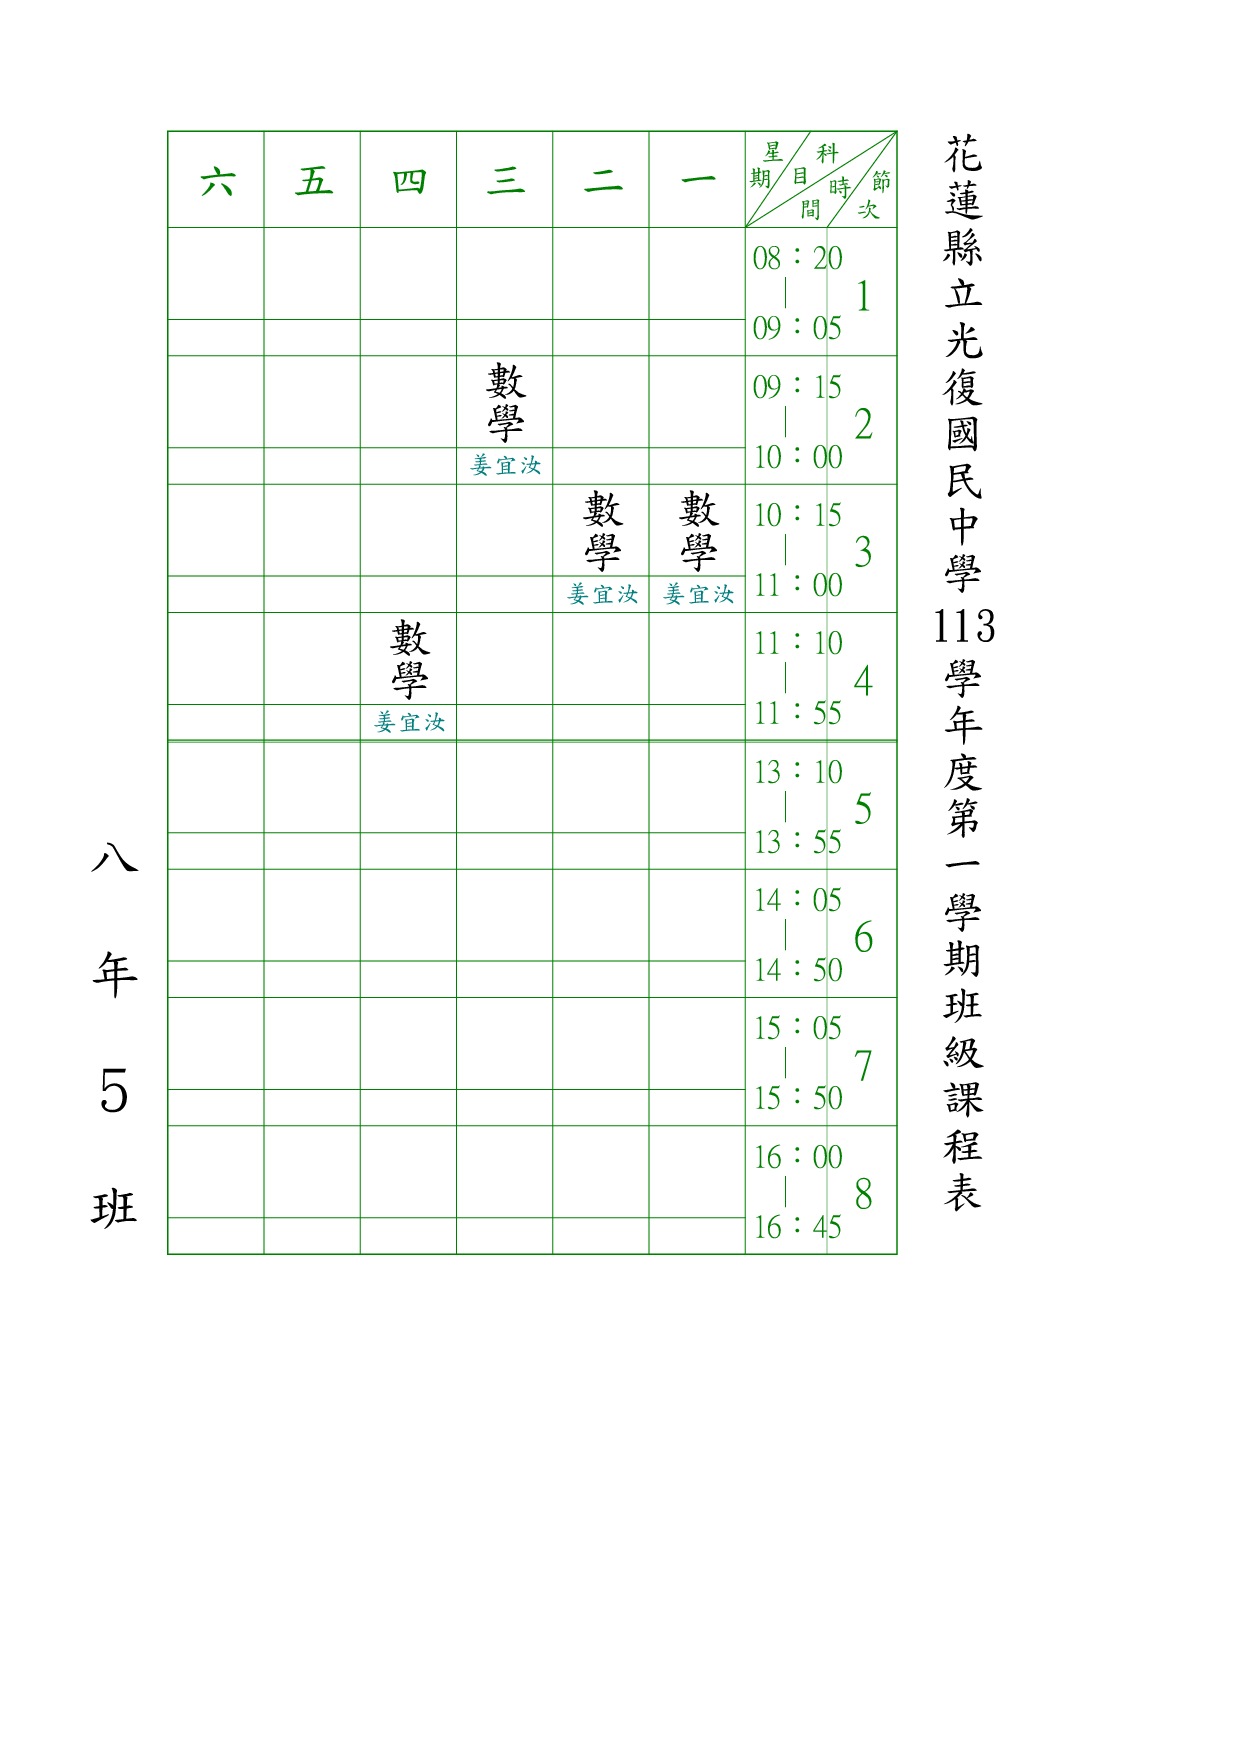 花蓮縣立光復國民中學113學年度第一學期班級課程表
星期 科目 時間 節次
一 二 三 四 五 六
08：20｜09：05 1
09：15｜10：00 2
數學 姜宜汝
10：15｜11：00 3
數學 姜宜汝
數學 姜宜汝
11：10｜11：55 4
數學 姜宜汝
13：10｜13：55 5
14：05｜14：50 6
15：05｜15：50 7
16：00｜16：45 8
八年5班